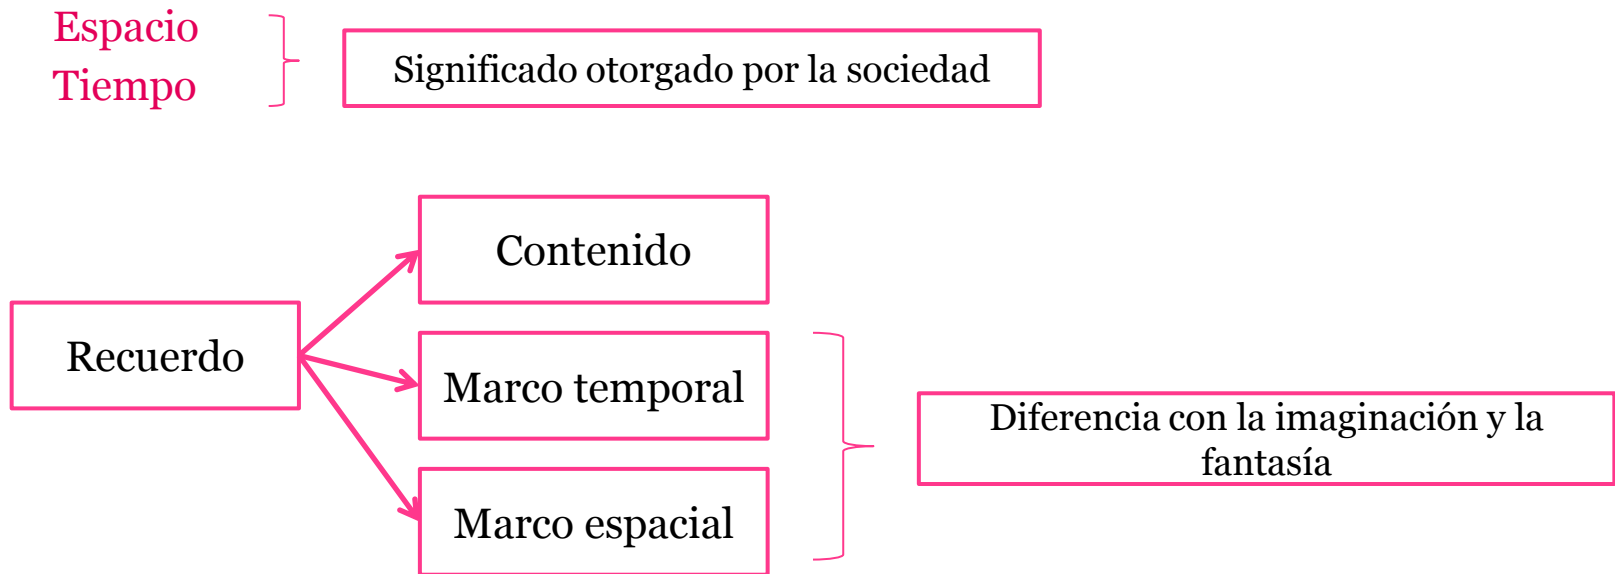 Espacio
Tiempo
Significado otorgado por la sociedad
Contenido
Recuerdo
Marco temporal
Marco espacial
Diferencia con la imaginación y la
fantasía